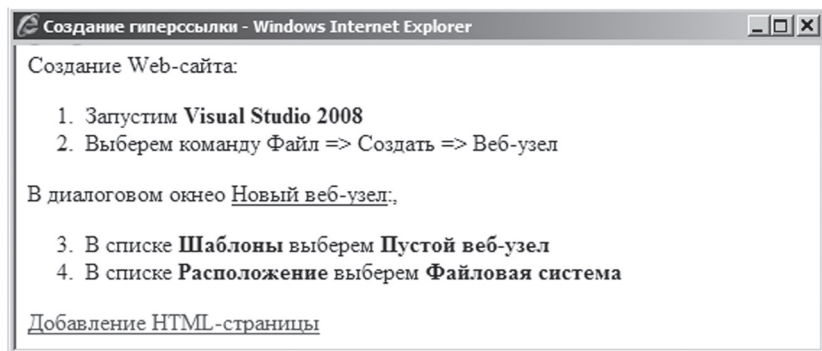 Создание гиперссылки - Windows Internet Explorer
Создание Web-сайта:
1. Запустим Visual Studio 2008
2. Выберем команду Файл => Создать => Веб-узел
В диалоговом окнео Новый веб-узел:,
3. В списке Шаблоны выберем Пустой веб-узел
4. В списке Расположение выберем Файловая система
Добавление HTML-страницы